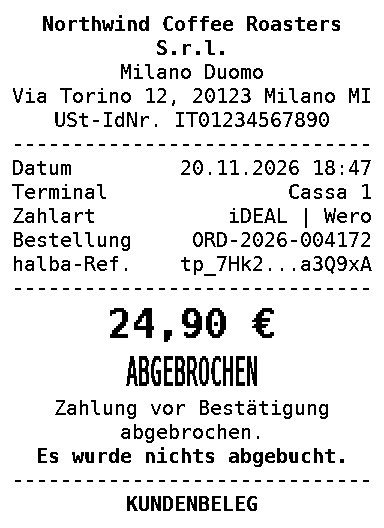 Northwind Coffee Roasters
S.r.l.
Milano Duomo
Via Torino 12, 20123 Milano MI
USt-IdNr. IT01234567890
------------------------------
Datum 20.11.2026 18:47
Terminal Cassa 1
Zahlart iDEAL | Wero
Bestellung ORD-2026-004172
halba-Ref. tp_7Hk2...a3Q9xA
------------------------------
24,90 €
ABGEBROCHEN
Zahlung vor Bestätigung
abgebrochen.
Es wurde nichts abgebucht.
------------------------------
KUNDENBELEG